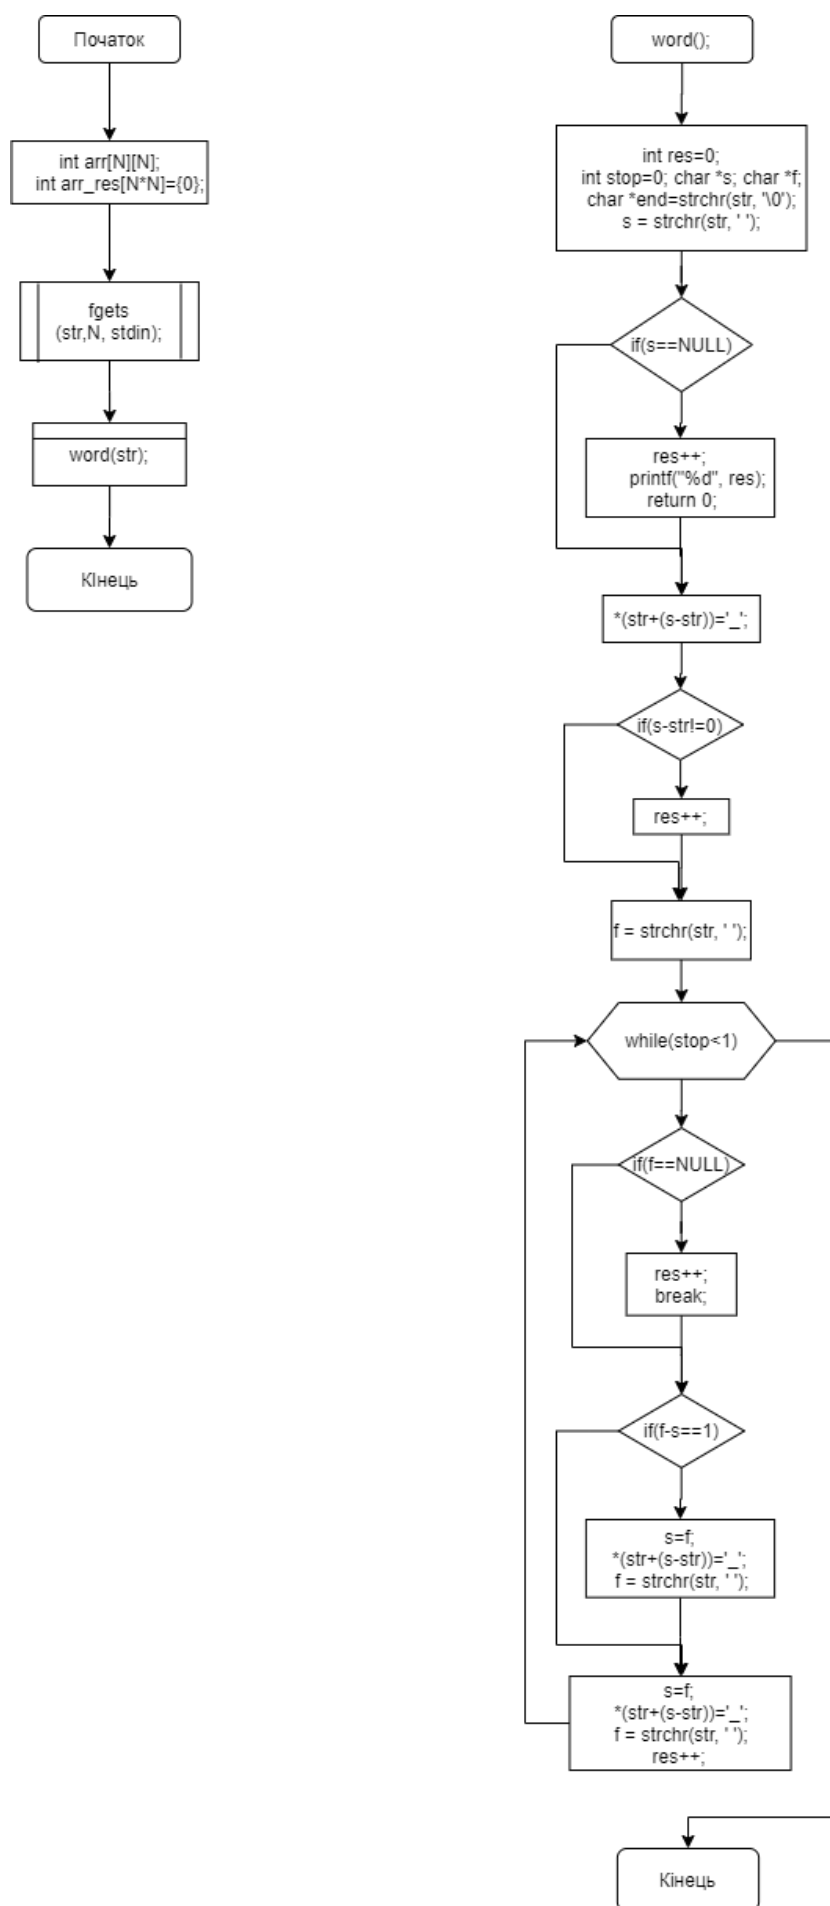 Початок
int arr[N][N];
int arr_res[N*N]={0};
fgets
(str,N, stdin);
word(str);
КІнець
word();
int res=0;
int stop=0; char *s; char *f;
char *end=strchr(str, '\0');
s = strchr(str, ' ');
if(s==NULL)
res++;
printf("%d", res);
return 0;
*(str+(s-str))='_';
if(s-str!=0)
res++;
f = strchr(str, ' ');
while(stop<1)
if(f==NULL)
res++;
break;
if(f-s==1)
s=f;
*(str+(s-str))='_';
f = strchr(str, ' ');
s=f;
*(str+(s-str))='_';
f = strchr(str, ' ');
res++;
Кінець